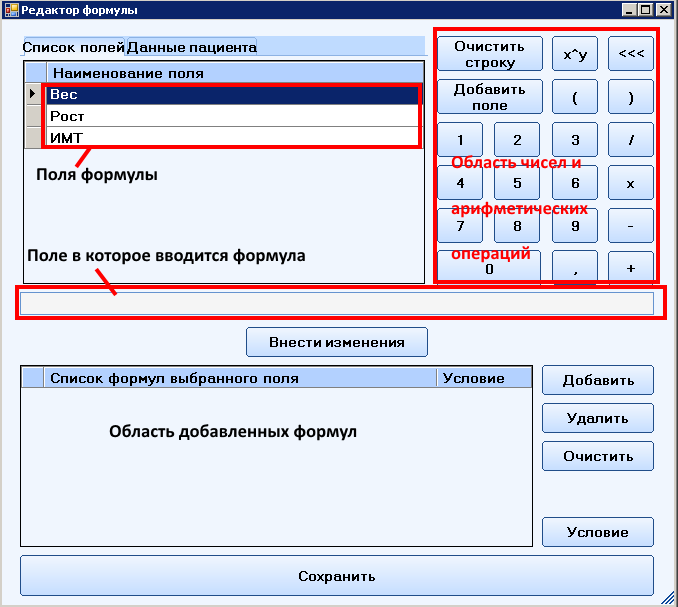 Редактор формулы
Список полей Данные пациента
Наименование поля
Вес
Рост
ИМТ
Поля формулы
Поле в которое вводится формула
Очистить
строку
x^y
<<<
Добавить
поле
(
)
1
2
3
/
Область чисел и
4
5
6
x
арифметических
7
8
9
-
операций
0
,
+
Внести изменения
Список формул выбранного поля
Условие
Область добавленных формул
Добавить
Удалить
Очистить
Условие
Сохранить